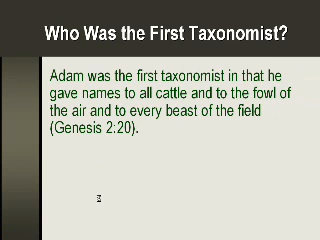 Who Was the First Taxonomist?
Adam was the first taxonomist in that he
gave names to all cattle and to the fowl of
the air and to every beast of the field
(Genesis 2:20).